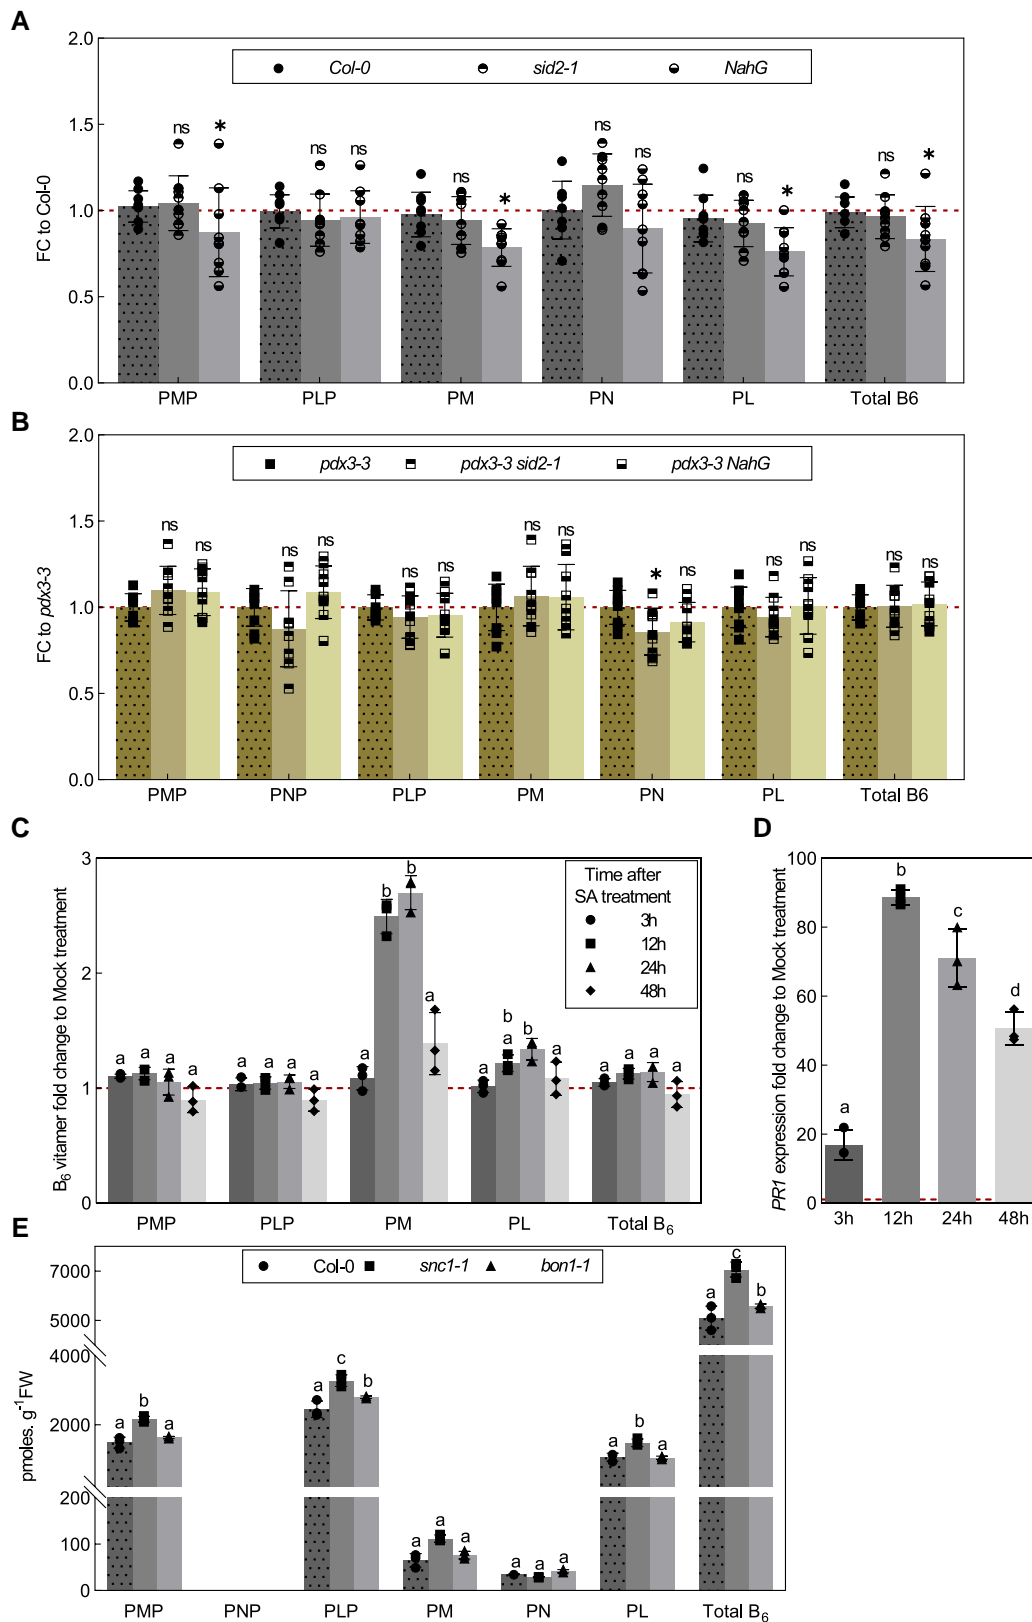 A
2.0
1.5
1.0
0.5
0.0
FC to Col-0
Col-0 sid2-1 NahG
ns * ns ns ns * ns ns * ns *
PMP PLP PM PN PL Total B6
B
2.0
1.5
1.0
0.5
0.0
FC to pdx3-3
pdx3-3 pdx3-3 sid2-1 pdx3-3 NahG
ns ns ns ns ns ns ns ns * ns ns ns ns ns
PMP PNP PLP PM PN PL Total B6
C
3
2
1
0
B6 vitamer fold change to Mock treatment
Time after
SA treatment
3h
12h
24h
48h
a a a a a a a a a b b a a a b b a a a a a
PMP PLP PM PL Total B6
D
100
80
60
40
20
0
PR1 expression fold change to Mock treatment
a b c d
3h 12h 24h 48h
E
7000
5000
4000
2000
200
100
0
pmoles. g-1FW
Col-0 snc1-1 bon1-1
a b a a c b a a a a a a a b a a c b
PMP PNP PLP PM PN PL Total B6